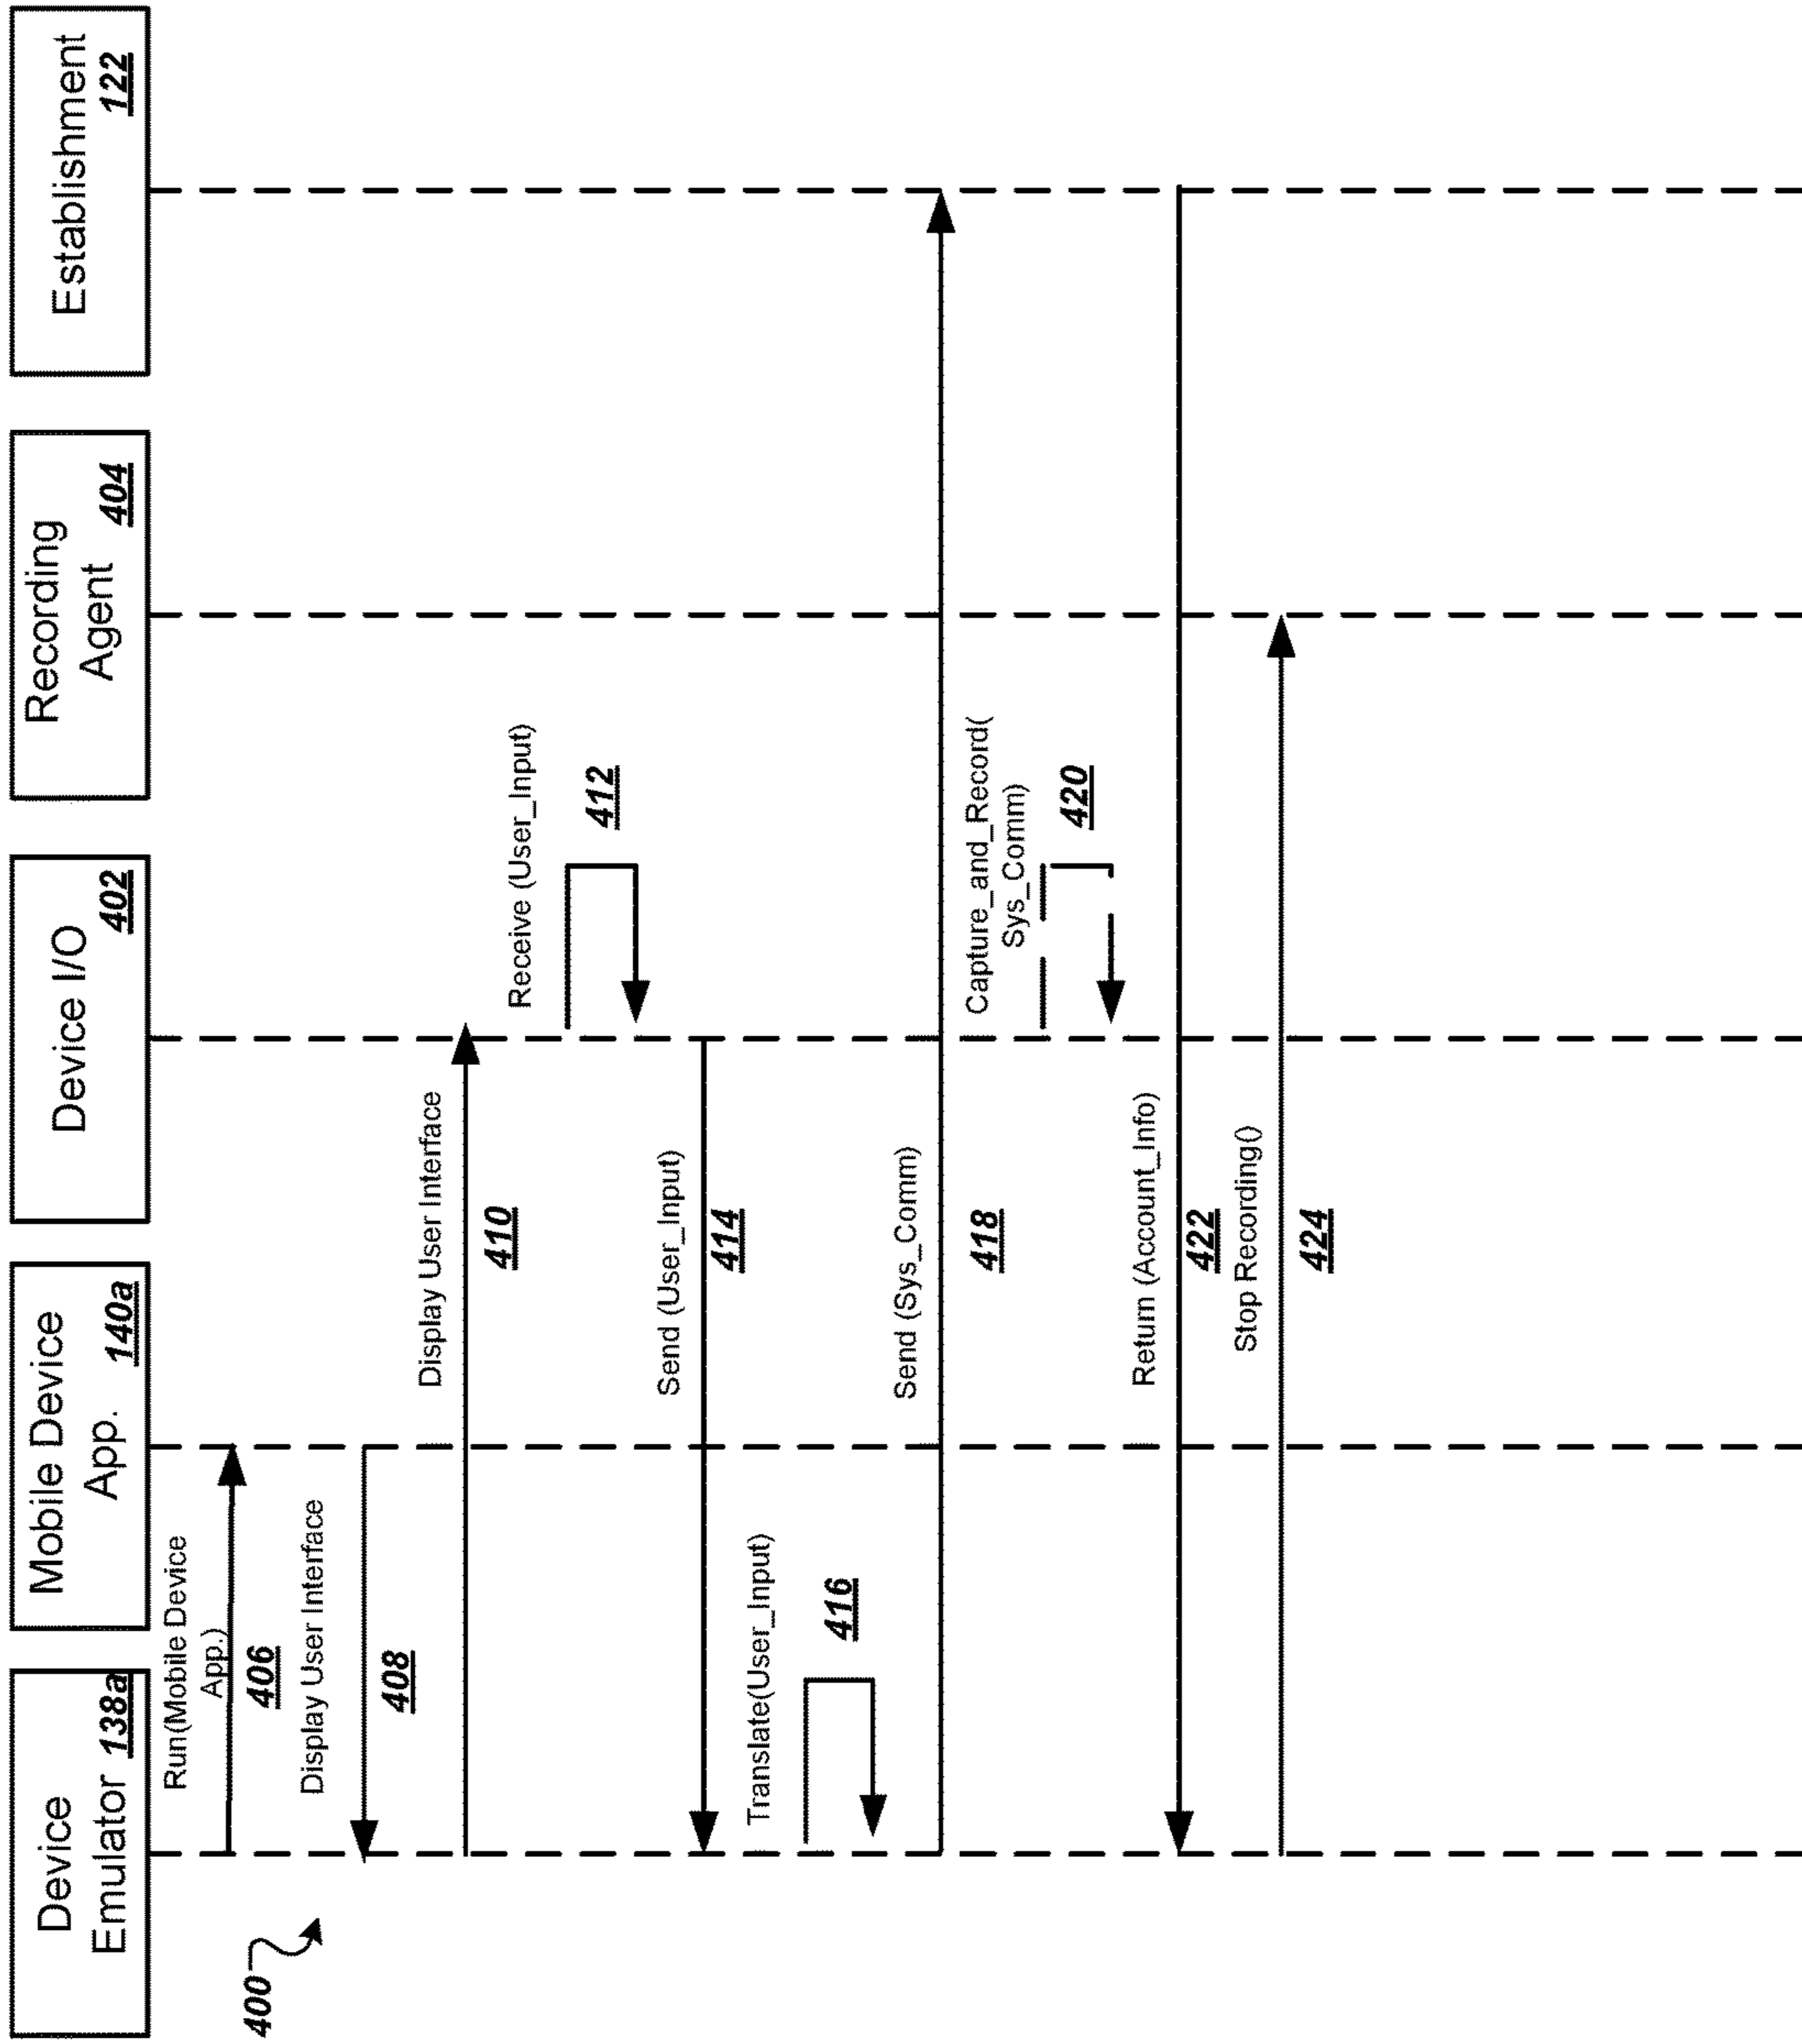 Device
Emulator 138a
Mobile Device
App. 140a
Device I/O
402
Recording
Agent 404
Establishment
122
400
Run(Mobile Device
App.)
406
Display User Interface
408
Display User Interface
410
Receive (User_Input)
412
Send (User_Input)
414
Translate(User_Input)
416
Send (Sys_Comm)
418
Capture_and_Record(
Sys_Comm)
420
Return (Account_Info)
422
Stop Recording()
424